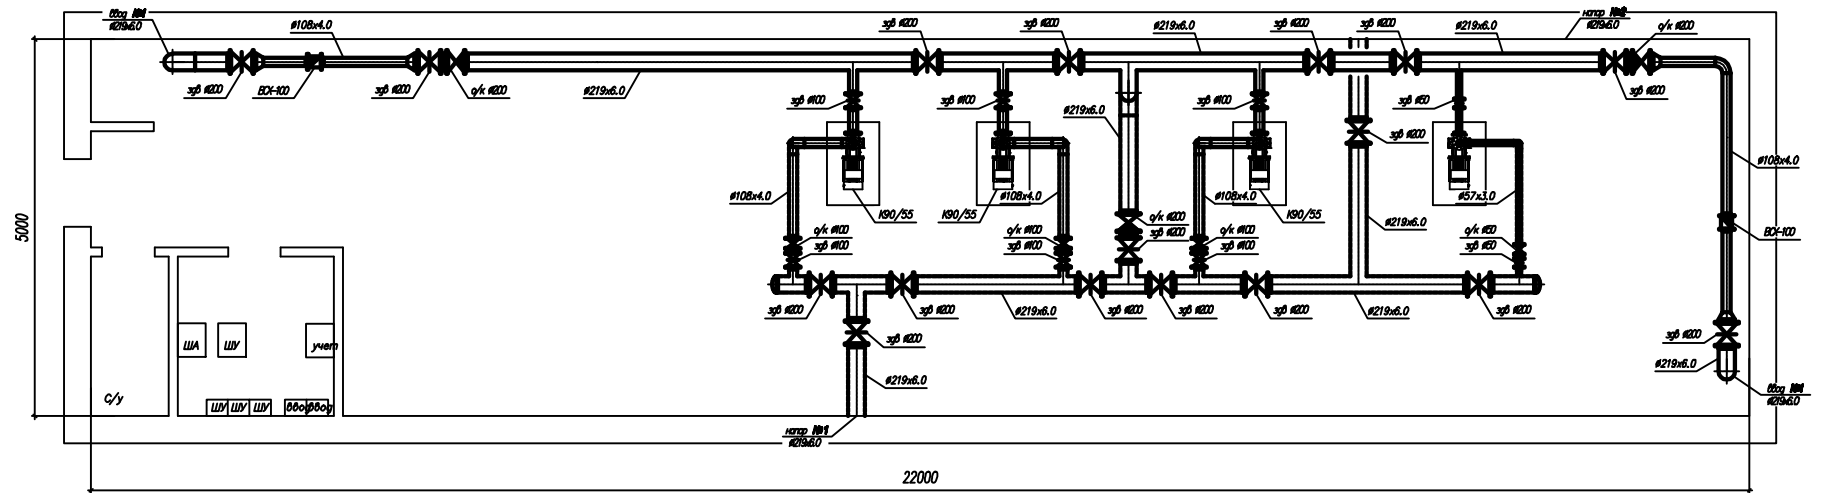 ввод №1
ø219x6.0
ø108x4.0
здв ø200
здв ø200
ø219x6.0
здв ø200
здв ø200
ø219x6.0
напор №2
ø219x6.0
о/к ø200
здв ø200
ВСХ-100
здв ø200
о/к ø200
ø219x6.0
здв ø200
здв ø100
здв ø100
ø219x6.0
здв ø100
здв ø50
здв ø200
ø108x4.0
ø108x4.0
К90/55
К90/55
ø108x4.0
ø108x4.0
К90/55
ø57x3.0
о/к ø200
здв ø200
ø219x6.0
о/к ø100
здв ø100
о/к ø100
здв ø100
о/к ø100
здв ø100
о/к ø50
здв ø50
ВСХ-100
5000
здв ø200
здв ø200
ø219x6.0
здв ø200
здв ø200
здв ø200
ø219x6.0
здв ø200
здв ø200
здв ø200
ША
ШУ
учет
ø219x6.0
ø219x6.0
С/у
ШУ
ШУ
ШУ
ввод
ввод
ввод
ø219x6.0
напор №1
ø219x6.0
22000